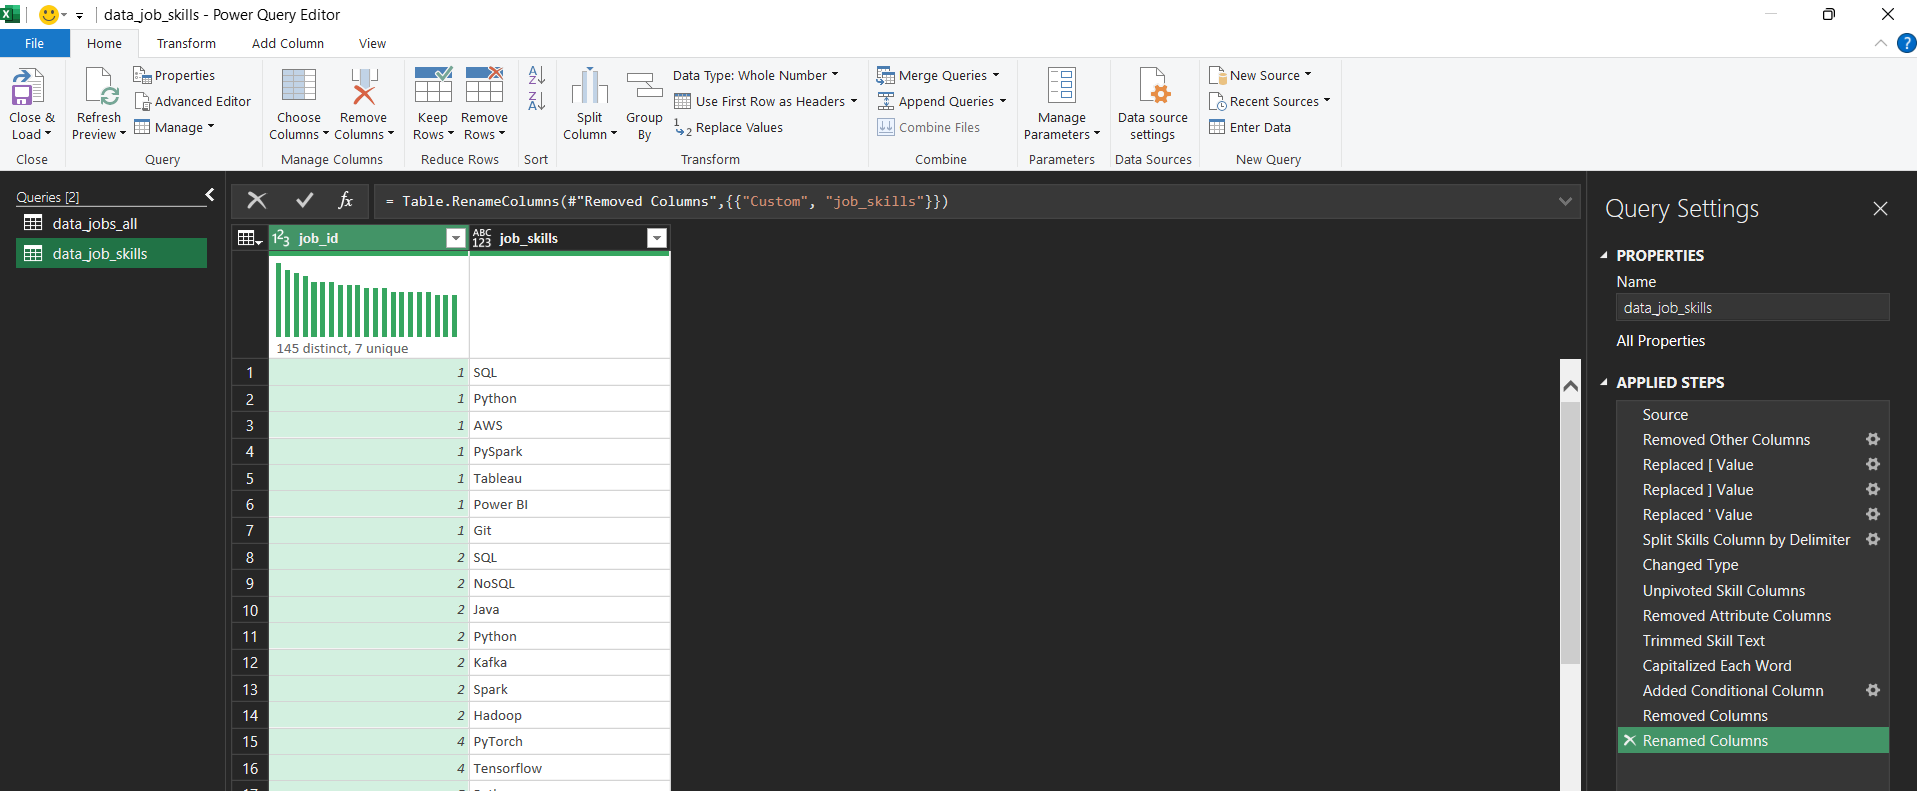 data_job_skills - Power Query Editor
File Home Transform Add Column View
Close & Load
Close
Refresh Preview
Properties
Advanced Editor
Manage
Query
Choose Columns
Remove Columns
Manage Columns
Keep Rows
Remove Rows
Reduce Rows
Sort
Split Column
Group By
Data Type: Whole Number
Use First Row as Headers
Replace Values
Transform
Merge Queries
Append Queries
Combine Files
Combine
Manage Parameters
Parameters
Data source settings
Data Sources
New Source
Recent Sources
Enter Data
New Query
Queries [2]
data_jobs_all
data_job_skills
fx = Table.RenameColumns(#"Removed Columns",{{"Custom", "job_skills"}})
123 job_id ABC 123 job_skills
145 distinct, 7 unique
1 1 SQL
2 1 Python
3 1 AWS
4 1 PySpark
5 1 Tableau
6 1 Power BI
7 1 Git
8 2 SQL
9 2 NoSQL
10 2 Java
11 2 Python
12 2 Kafka
13 2 Spark
14 2 Hadoop
15 4 PyTorch
16 4 Tensorflow
Query Settings
PROPERTIES
Name
data_job_skills
All Properties
APPLIED STEPS
Source
Removed Other Columns
Replaced [ Value
Replaced ] Value
Replaced ' Value
Split Skills Column by Delimiter
Changed Type
Unpivoted Skill Columns
Removed Attribute Columns
Trimmed Skill Text
Capitalized Each Word
Added Conditional Column
Removed Columns
Renamed Columns